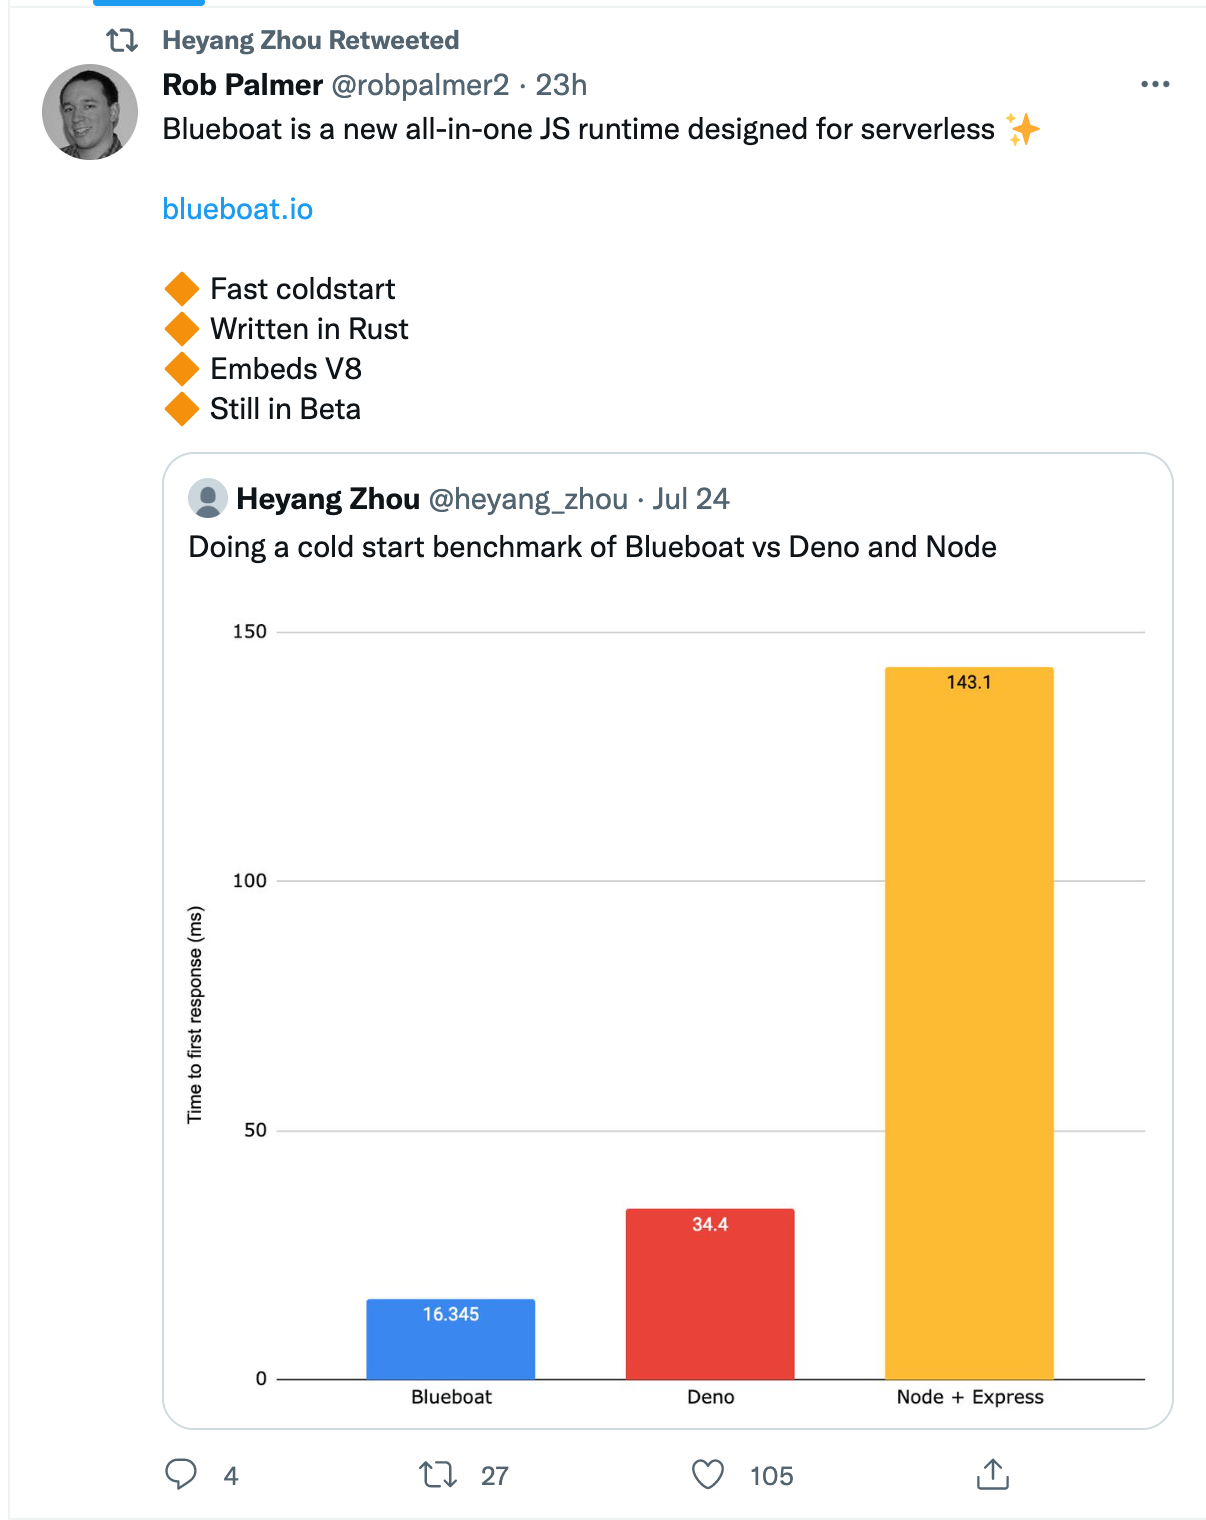 Heyang Zhou Retweeted
Rob Palmer @robpalmer2 · 23h
Blueboat is a new all-in-one JS runtime designed for serverless ✨
blueboat.io
🔶 Fast coldstart
🔶 Written in Rust
🔶 Embeds V8
🔶 Still in Beta
Heyang Zhou @heyang_zhou · Jul 24
Doing a cold start benchmark of Blueboat vs Deno and Node
150
143.1
100
Time to first response (ms)
50
34.4
16.345
0
Blueboat Deno Node + Express
4 27 105